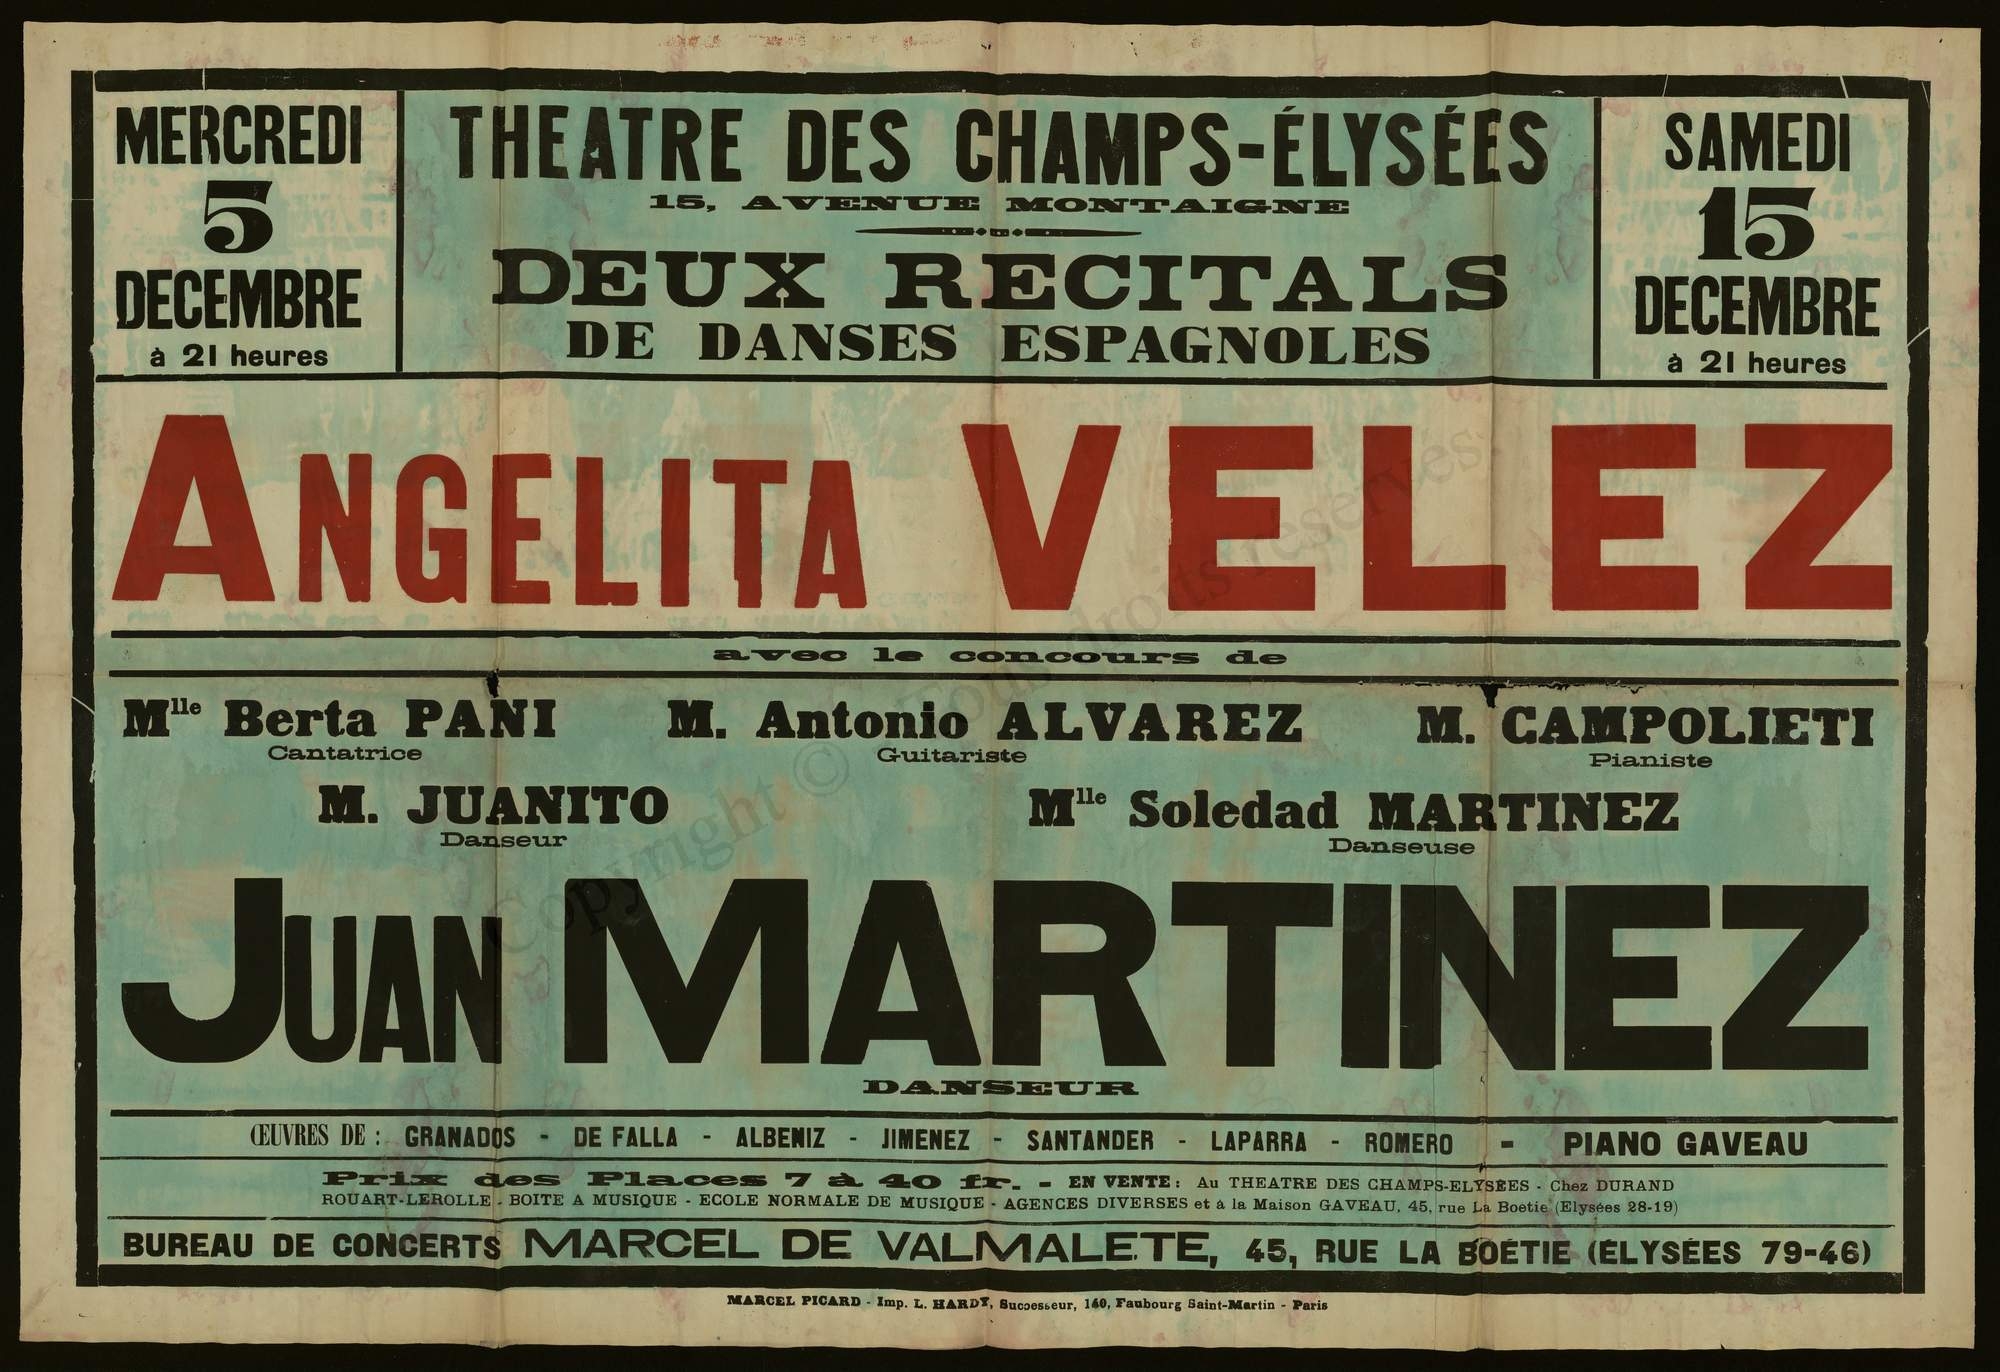 MERCREDI
5
DECEMBRE
à 21 heures
THEATRE DES CHAMPS-ÉLYSÉES
15, AVENUE MONTAIGNE
DEUX RECITALS
DE DANSES ESPAGNOLES
SAMEDI
15
DECEMBRE
à 21 heures
ANGELITA VELEZ
avec le concours de
Mlle Berta PANI
Cantatrice
M. Antonio ALVAREZ
Guitariste
M. CAMPOLIETI
Pianiste
M. JUANITO
Danseur
Mlle Soledad MARTINEZ
Danseuse
JUAN MARTINEZ
DANSEUR
ŒUVRES DE : GRANADOS - DE FALLA - ALBENIZ - JIMENEZ - SANTANDER - LAPARRA - ROMERO - PIANO GAVEAU
Prix des Places 7 à 40 fr. - EN VENTE : Au THEATRE DES CHAMPS-ELYSÉES - Chez DURAND
ROUART-LEROLLE - BOITE A MUSIQUE - ECOLE NORMALE DE MUSIQUE - AGENCES DIVERSES et à la Maison GAVEAU, 45, rue La Boëtie (Elysées 28-19)
BUREAU DE CONCERTS MARCEL DE VALMALETE, 45, RUE LA BOËTIE (ÉLYSÉES 79-46)
MARCEL PICARD - Imp. L. HARDY, Successeur, 140, Faubourg Saint-Martin - Paris
Copyright © Tous droits réservés